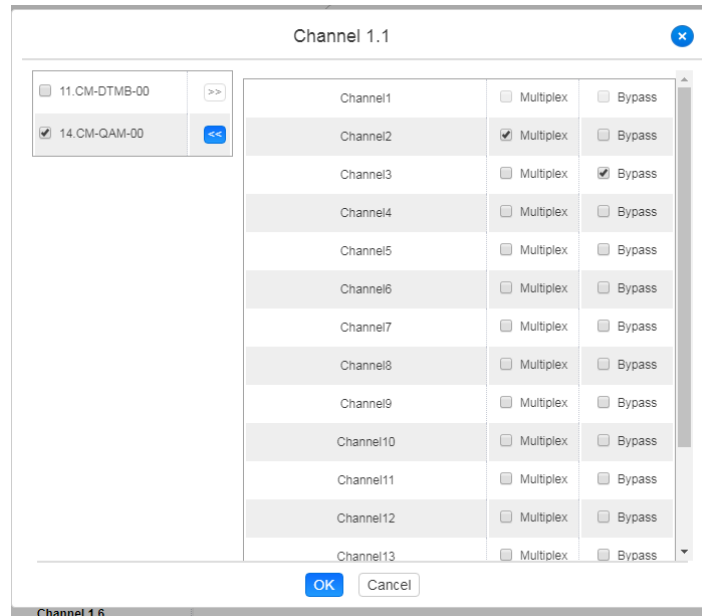 Channel 1.1
11.CM-DTMB-00 >>
14.CM-QAM-00 <<
Channel1 Multiplex Bypass
Channel2 Multiplex Bypass
Channel3 Multiplex Bypass
Channel4 Multiplex Bypass
Channel5 Multiplex Bypass
Channel6 Multiplex Bypass
Channel7 Multiplex Bypass
Channel8 Multiplex Bypass
Channel9 Multiplex Bypass
Channel10 Multiplex Bypass
Channel11 Multiplex Bypass
Channel12 Multiplex Bypass
Channel13 Multiplex Bypass
OK Cancel
Channel 1.6